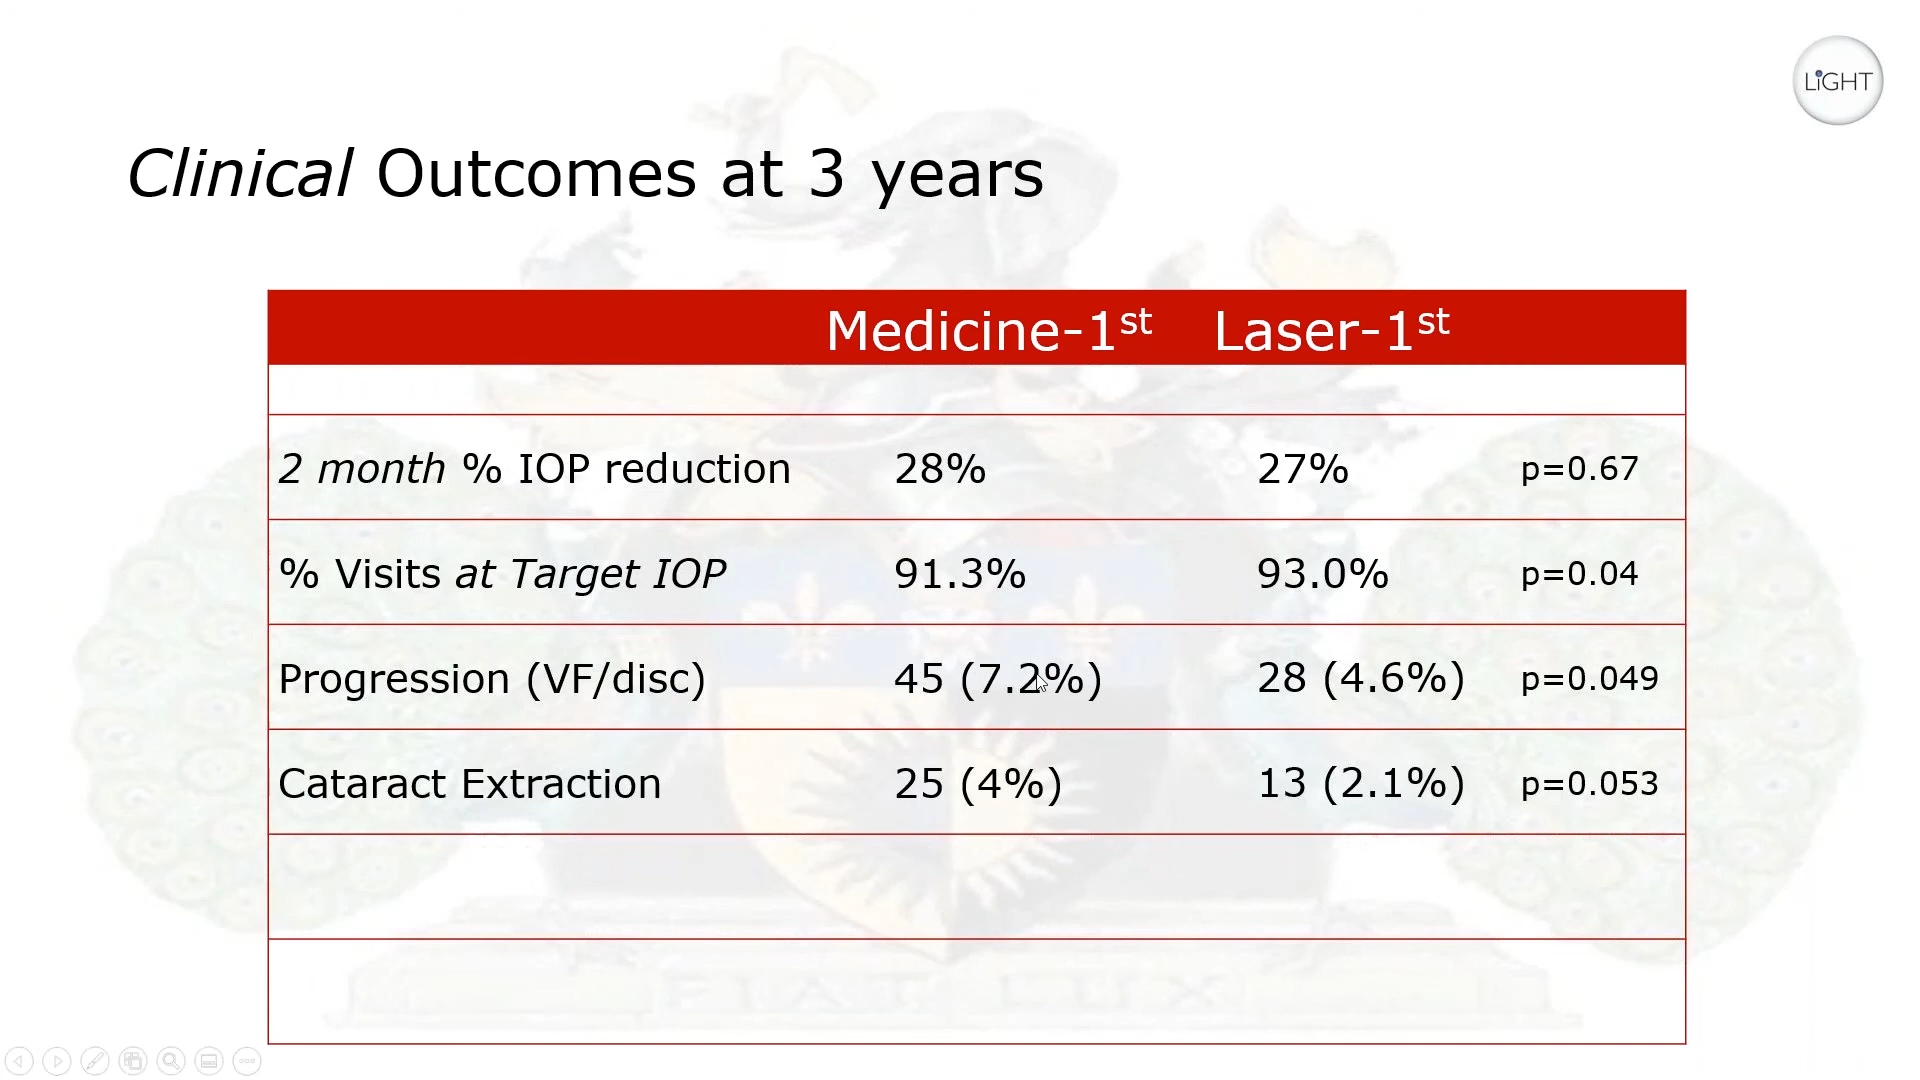 LiGHT
Clinical Outcomes at 3 years
Medicine-1st Laser-1st
2 month % IOP reduction 28% 27% p=0.67
% Visits at Target IOP 91.3% 93.0% p=0.04
Progression (VF/disc) 45 (7.2%) 28 (4.6%) p=0.049
Cataract Extraction 25 (4%) 13 (2.1%) p=0.053
FIAT LUX